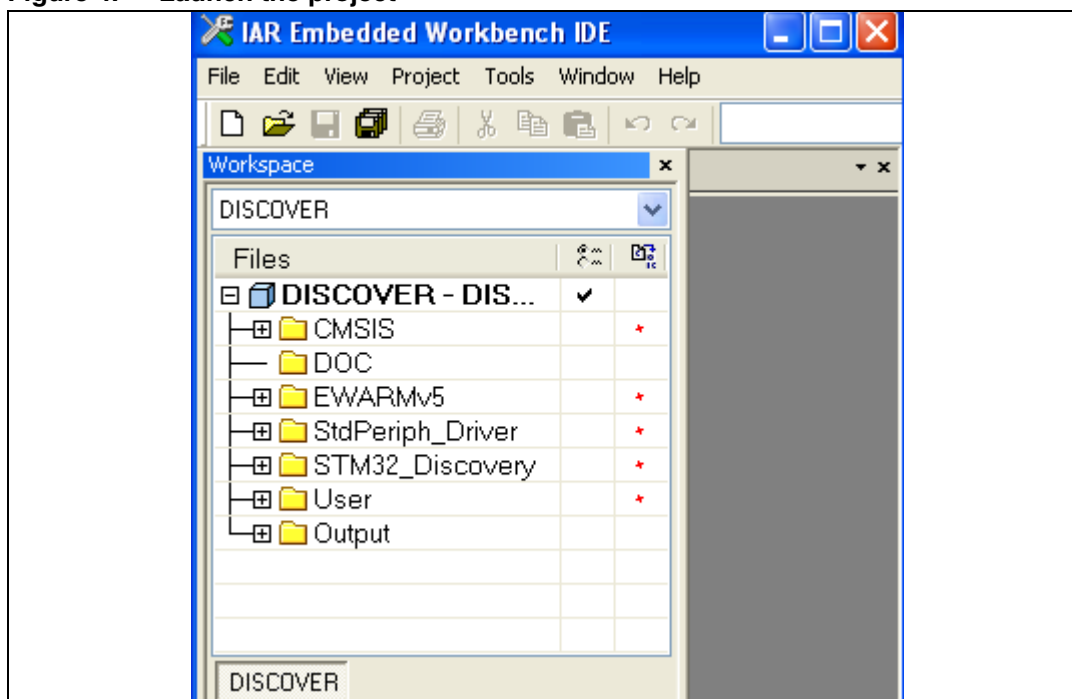 IAR Embedded Workbench IDE
File Edit View Project Tools Window Help
Workspace
DISCOVER
Files
DISCOVER - DIS...
CMSIS
DOC
EWARMv5
StdPeriph_Driver
STM32_Discovery
User
Output
DISCOVER